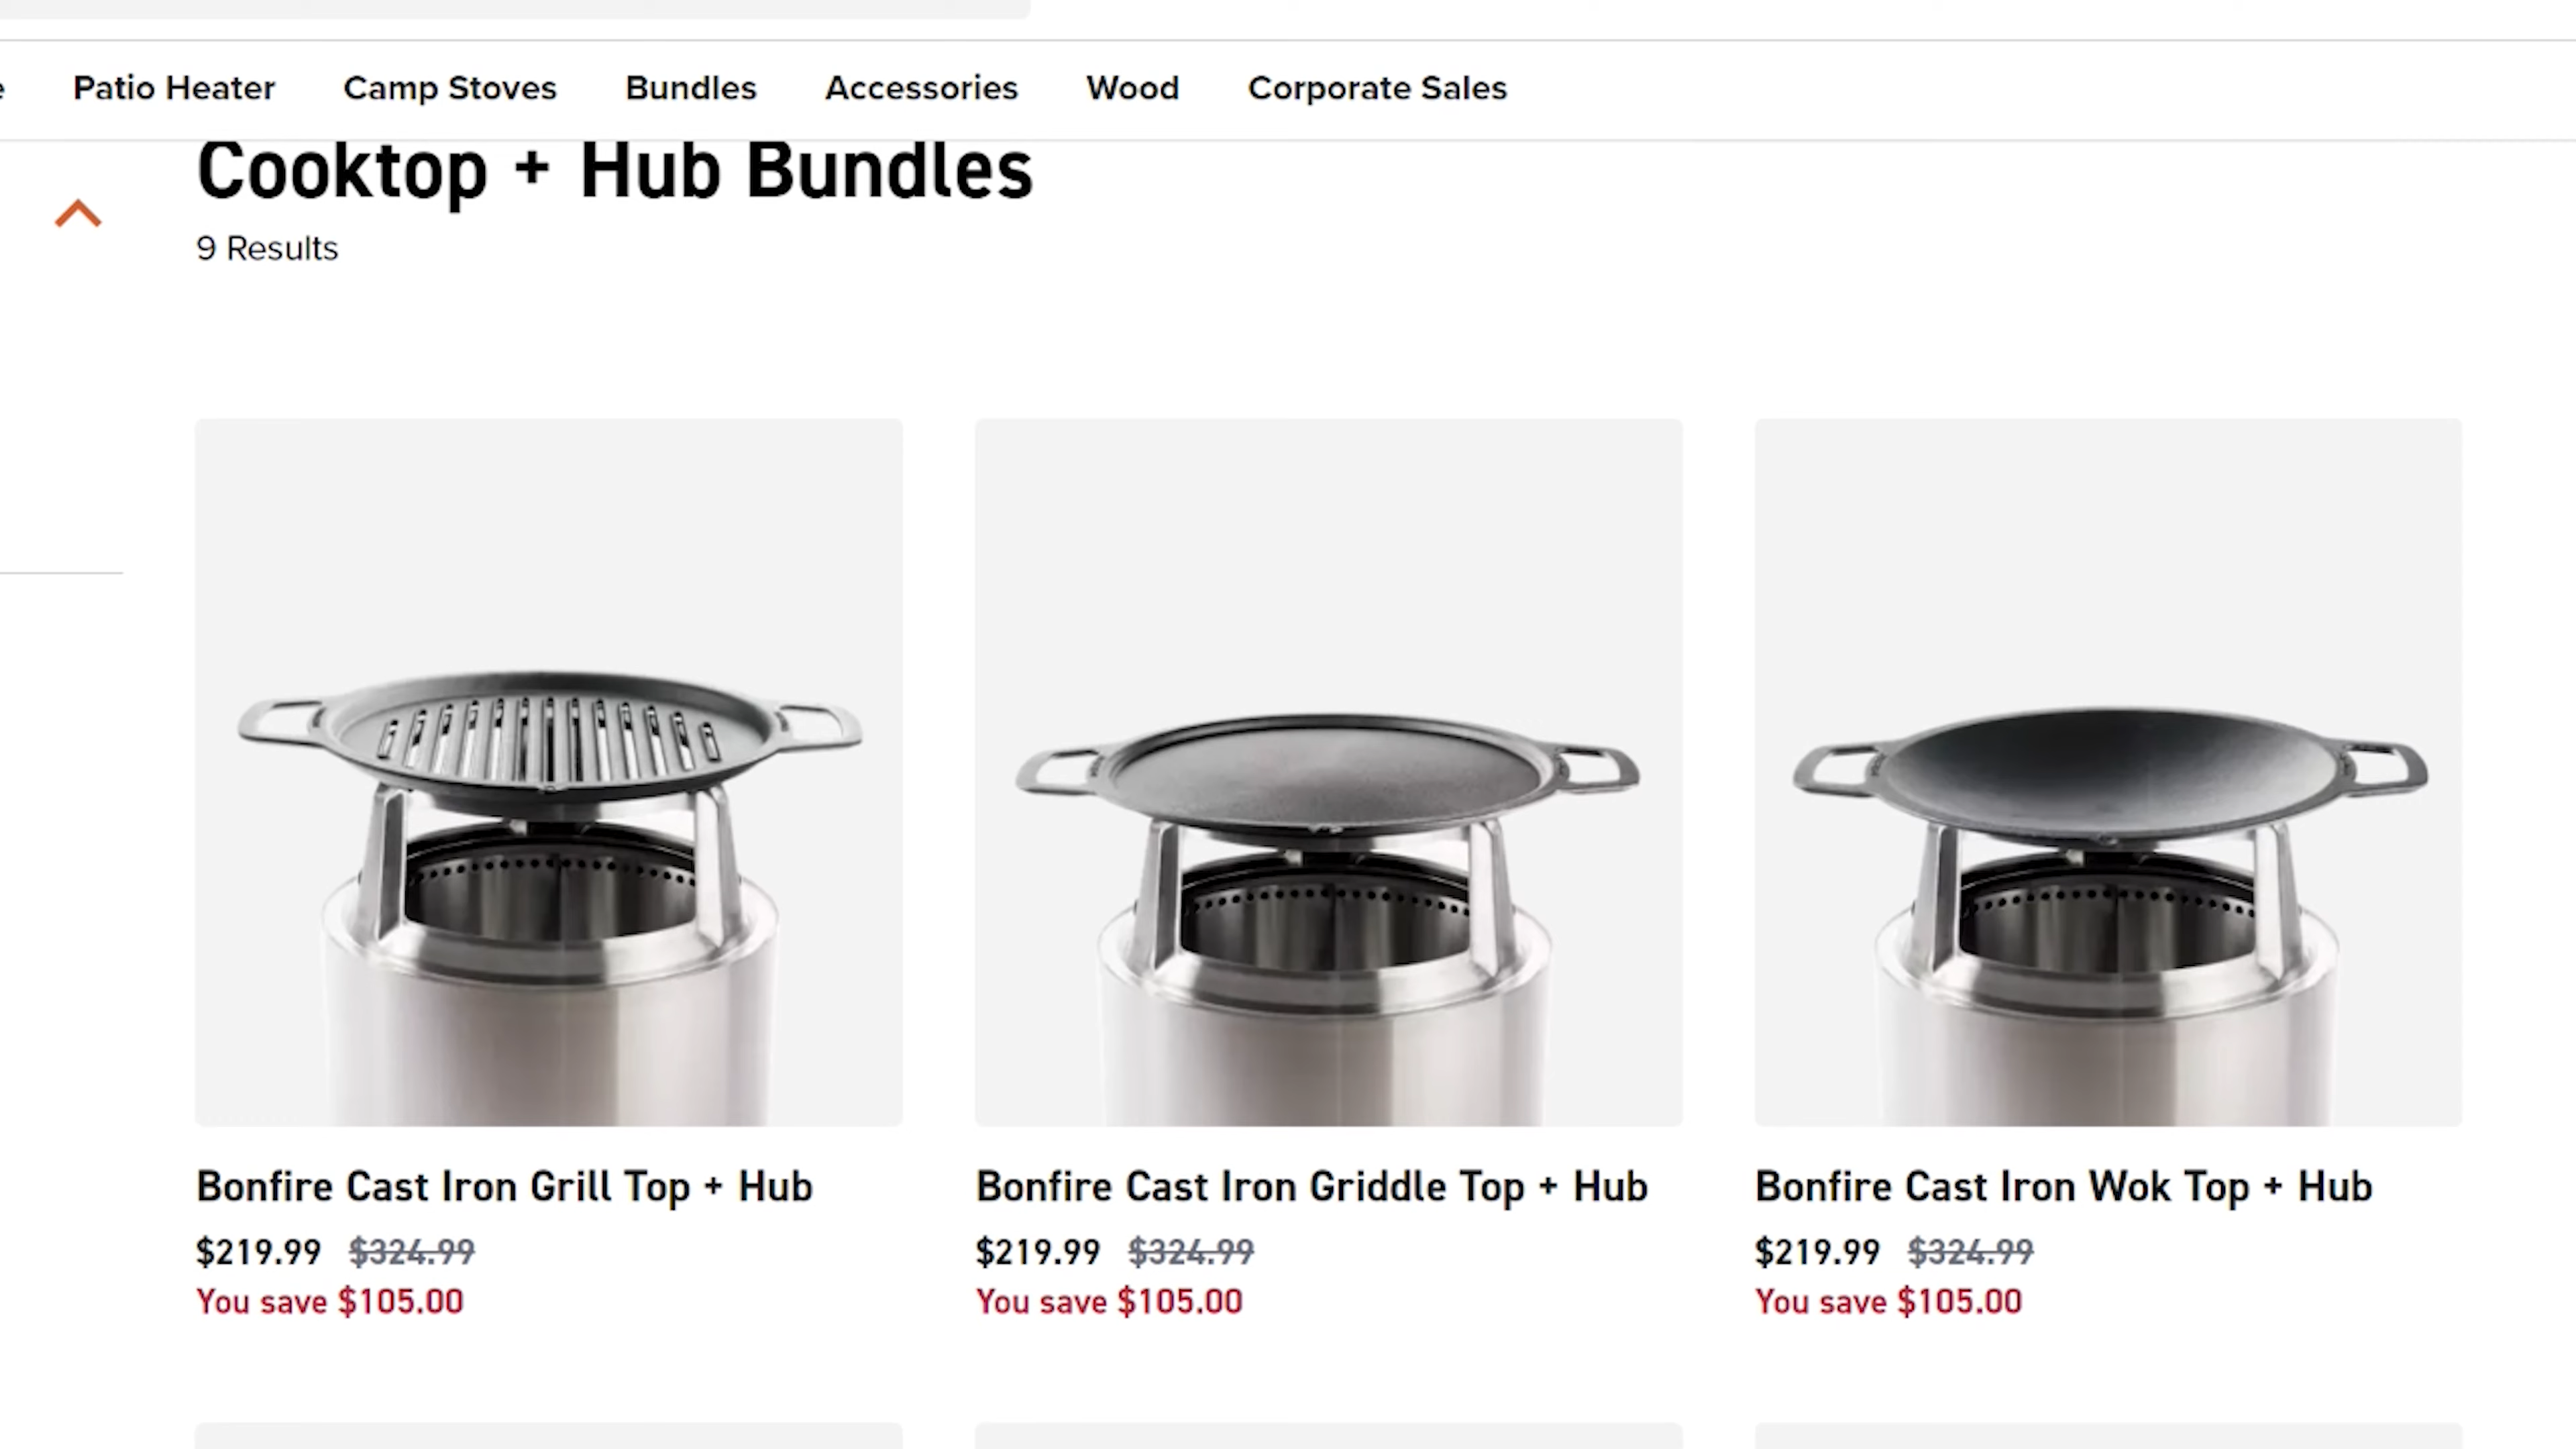 Patio Heater Camp Stoves Bundles Accessories Wood Corporate Sales
Cooktop + Hub Bundles
9 Results
Bonfire Cast Iron Grill Top + Hub
$219.99 $324.99
You save $105.00
Bonfire Cast Iron Griddle Top + Hub
$219.99 $324.99
You save $105.00
Bonfire Cast Iron Wok Top + Hub
$219.99 $324.99
You save $105.00